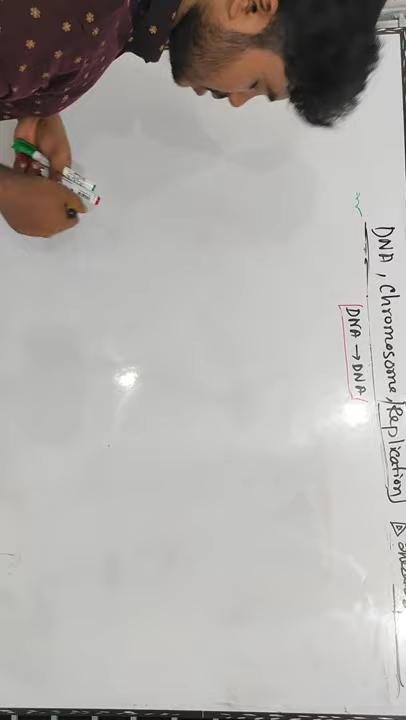 DNA, Chromosome, Replication
DNA → DNA